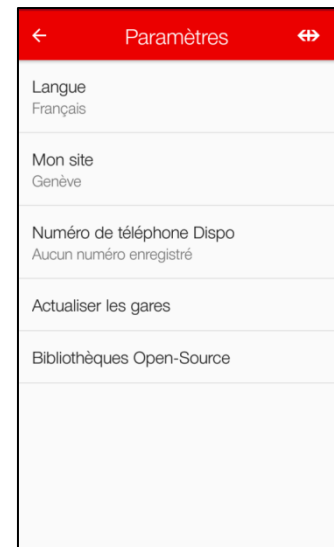 Paramètres
Langue
Français
Mon site
Genève
Numéro de téléphone Dispo
Aucun numéro enregistré
Actualiser les gares
Bibliothèques Open-Source